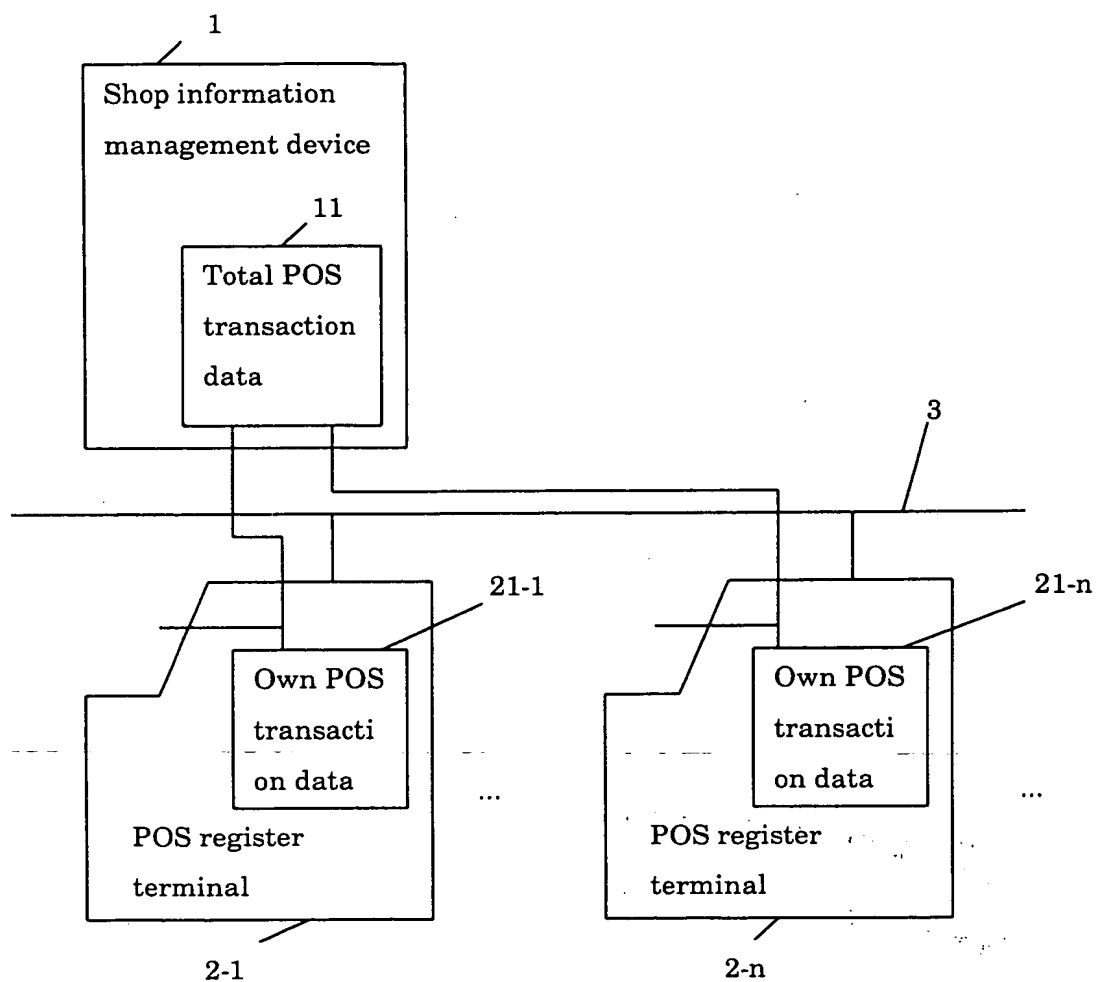 1
Shop information
management device
11
Total POS
transaction
data
3
21-1
21-n
Own POS
transacti
on data
Own POS
transacti
on data
...
...
POS register
terminal
POS register
terminal
2-1
2-n